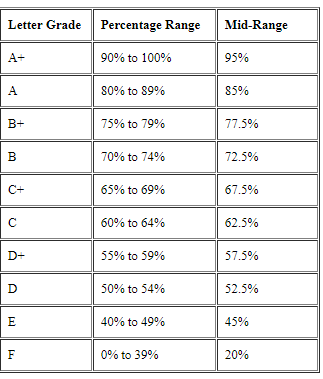 Letter Grade Percentage Range Mid-Range
A+ 90% to 100% 95%
A 80% to 89% 85%
B+ 75% to 79% 77.5%
B 70% to 74% 72.5%
C+ 65% to 69% 67.5%
C 60% to 64% 62.5%
D+ 55% to 59% 57.5%
D 50% to 54% 52.5%
E 40% to 49% 45%
F 0% to 39% 20%